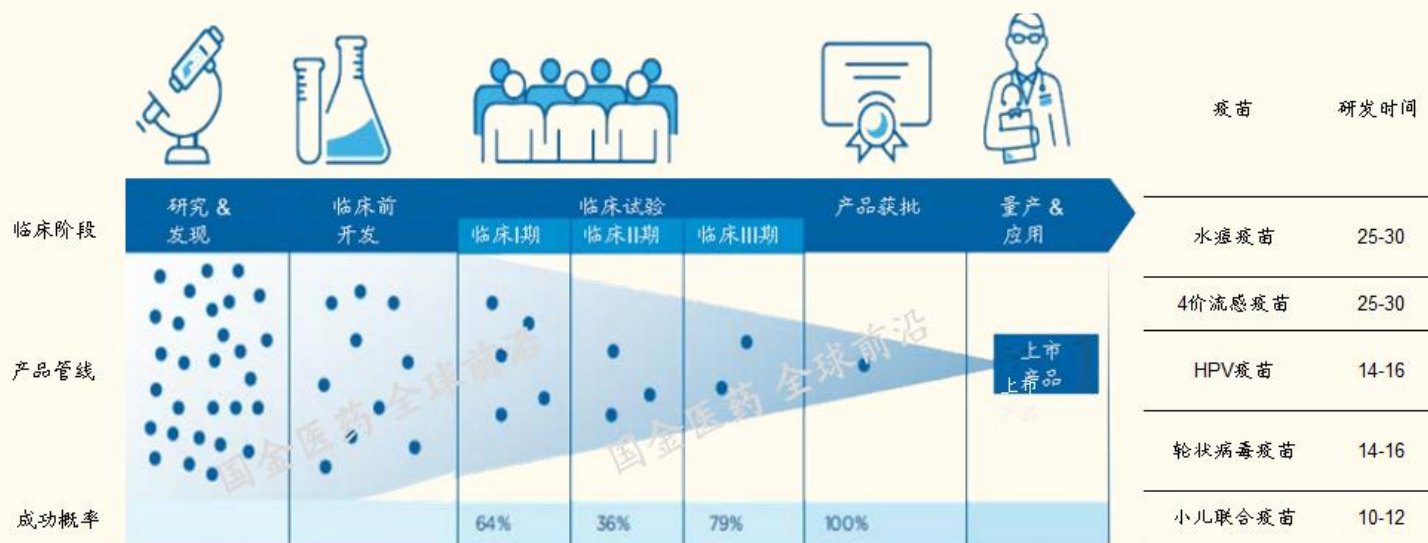 疫苗 研发时间
临床阶段
研究 &
发现
临床前
开发
临床试验
临床I期 临床II期 临床III期
产品获批
量产 &
应用
水痘疫苗 25-30
4价流感疫苗 25-30
产品管线
上市
产品
上市
HPV疫苗 14-16
轮状病毒疫苗 14-16
成功概率 64% 36% 79% 100%
小儿联合疫苗 10-12
国金医药 全球前沿
国金医药 全球前沿